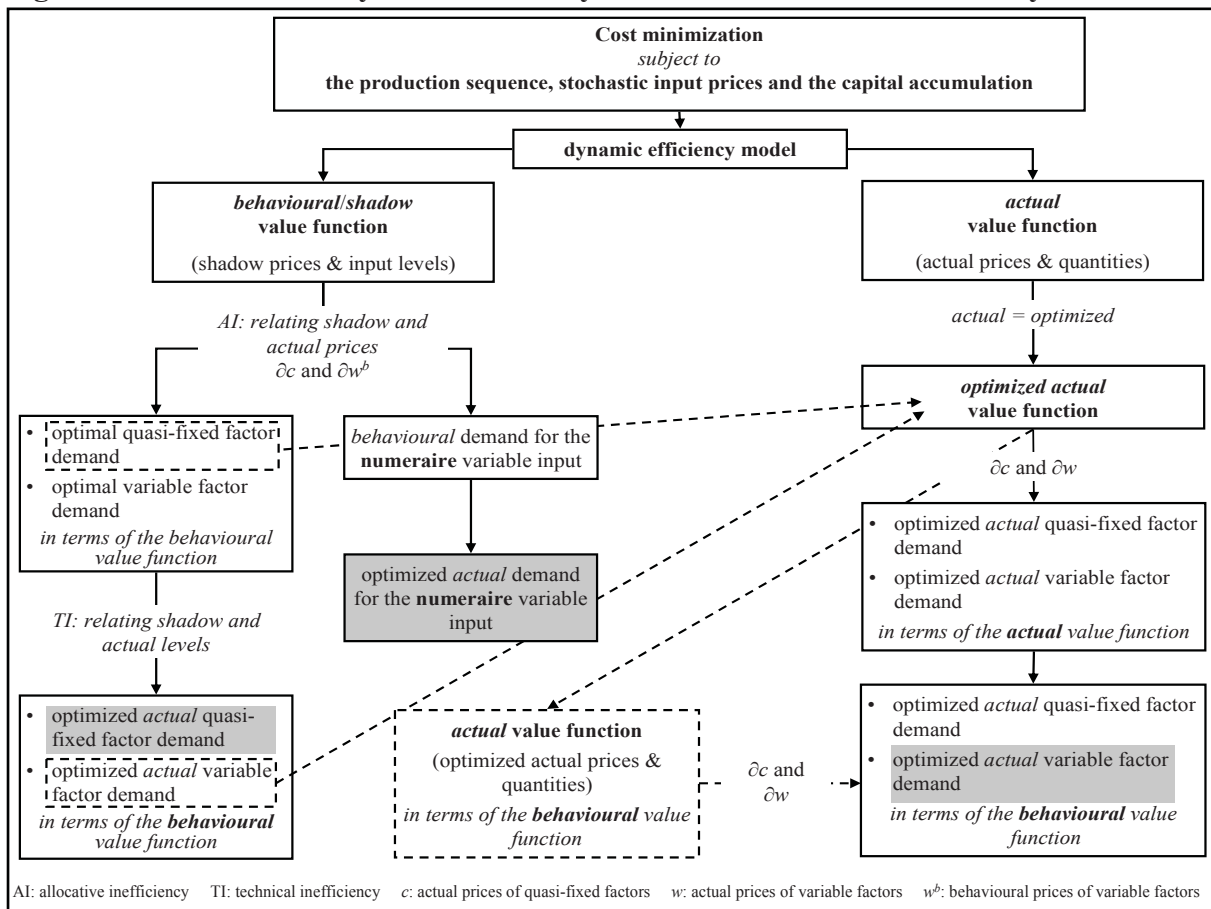 Cost minimization
subject to
the production sequence, stochastic input prices and the capital accumulation
dynamic efficiency model
behavioural/shadow
value function
(shadow prices & input levels)
actual
value function
(actual prices & quantities)
AI: relating shadow and
actual prices
∂c and ∂wᵇ
actual = optimized
optimized actual
value function
• optimal quasi-fixed factor
demand
• optimal variable factor
demand
in terms of the behavioural
value function
behavioural demand for the
numeraire variable input
∂c and ∂w
optimized actual demand
for the numeraire variable
input
• optimized actual quasi-fixed factor
demand
• optimized actual variable factor
demand
in terms of the actual value function
TI: relating shadow and
actual levels
• optimized actual quasi-
fixed factor demand
• optimized actual variable
factor demand
in terms of the behavioural
value function
actual value function
(optimized actual prices &
quantities)
in terms of the behavioural value
function
∂c and
∂w
• optimized actual quasi-fixed factor
demand
• optimized actual variable factor
demand
in terms of the behavioural value
function
AI: allocative inefficiency TI: technical inefficiency c: actual prices of quasi-fixed factors w: actual prices of variable factors wᵇ: behavioural prices of variable factors